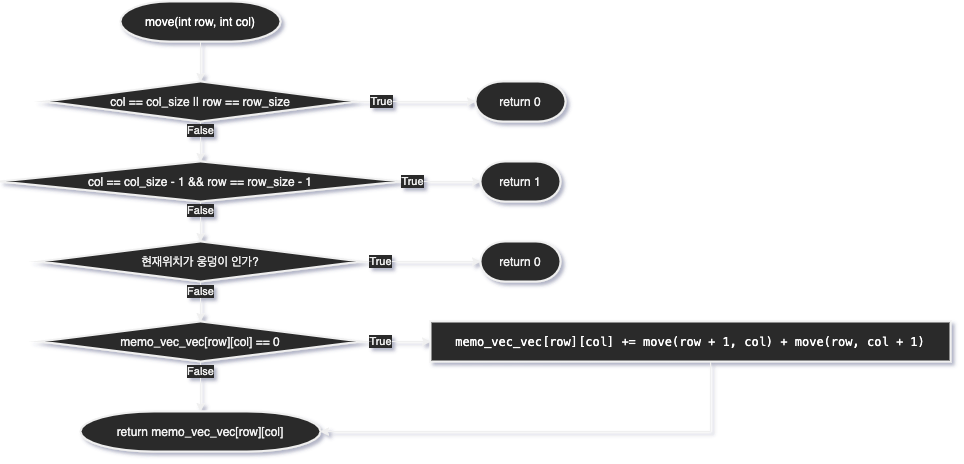 move(int row, int col)
col == col_size || row == row_size
True
return 0
False
col == col_size - 1 && row == row_size - 1
True
return 1
False
현재위치가 웅덩이 인가?
True
return 0
False
memo_vec_vec[row][col] == 0
True
memo_vec_vec[row][col] += move(row + 1, col) + move(row, col + 1)
False
return memo_vec_vec[row][col]